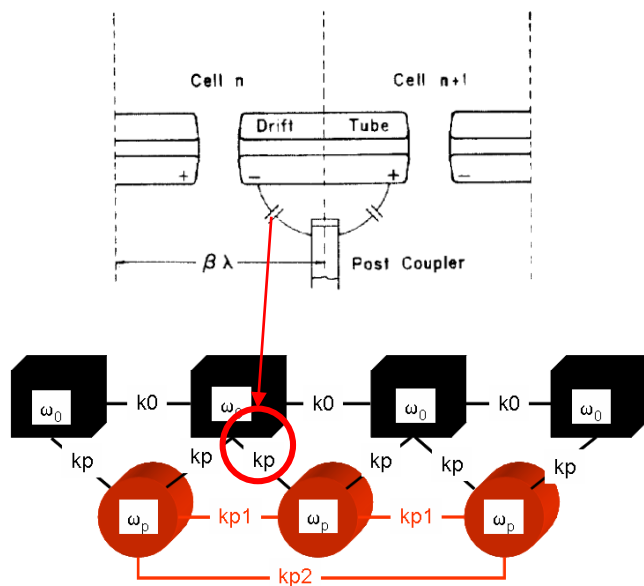 Cell n Cell n+1
Drift Tube
+ − + −
βλ Post Coupler
ω₀ k0 k0 ω₀ k0 ω₀
kp kp kp kp kp kp
ωₚ kp1 ωₚ kp1 ωₚ
kp2